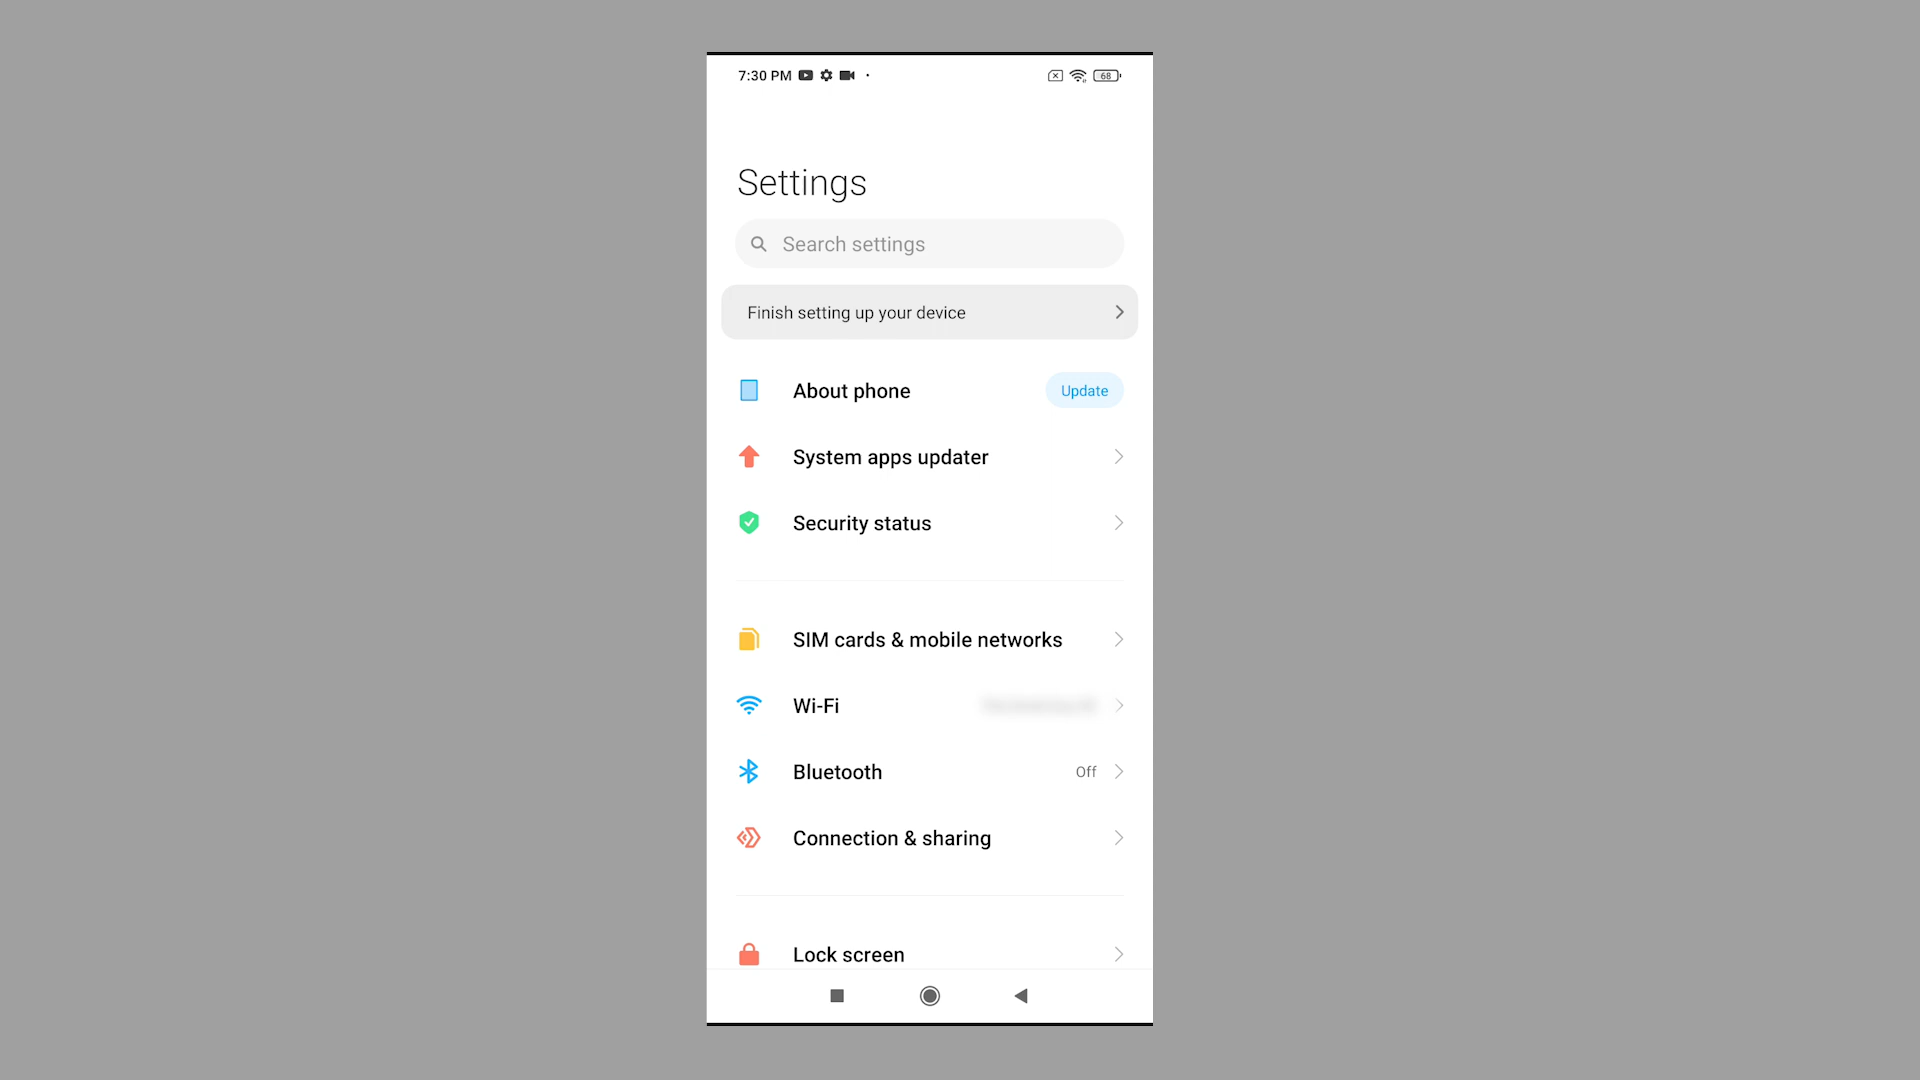 7:30 PM
68
Settings
Search settings
Finish setting up your device
About phone
Update
System apps updater
Security status
SIM cards & mobile networks
Wi-Fi
Bluetooth
Off
Connection & sharing
Lock screen